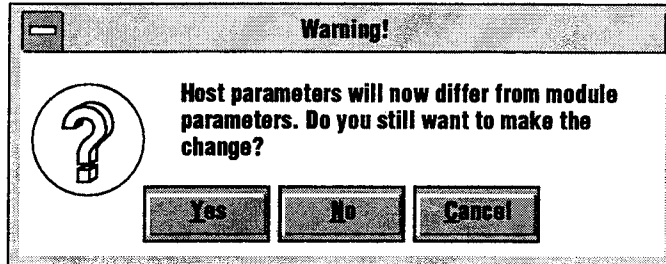 Warning!
Host parameters will now differ from module
parameters. Do you still want to make the
change?
Yes No Cancel